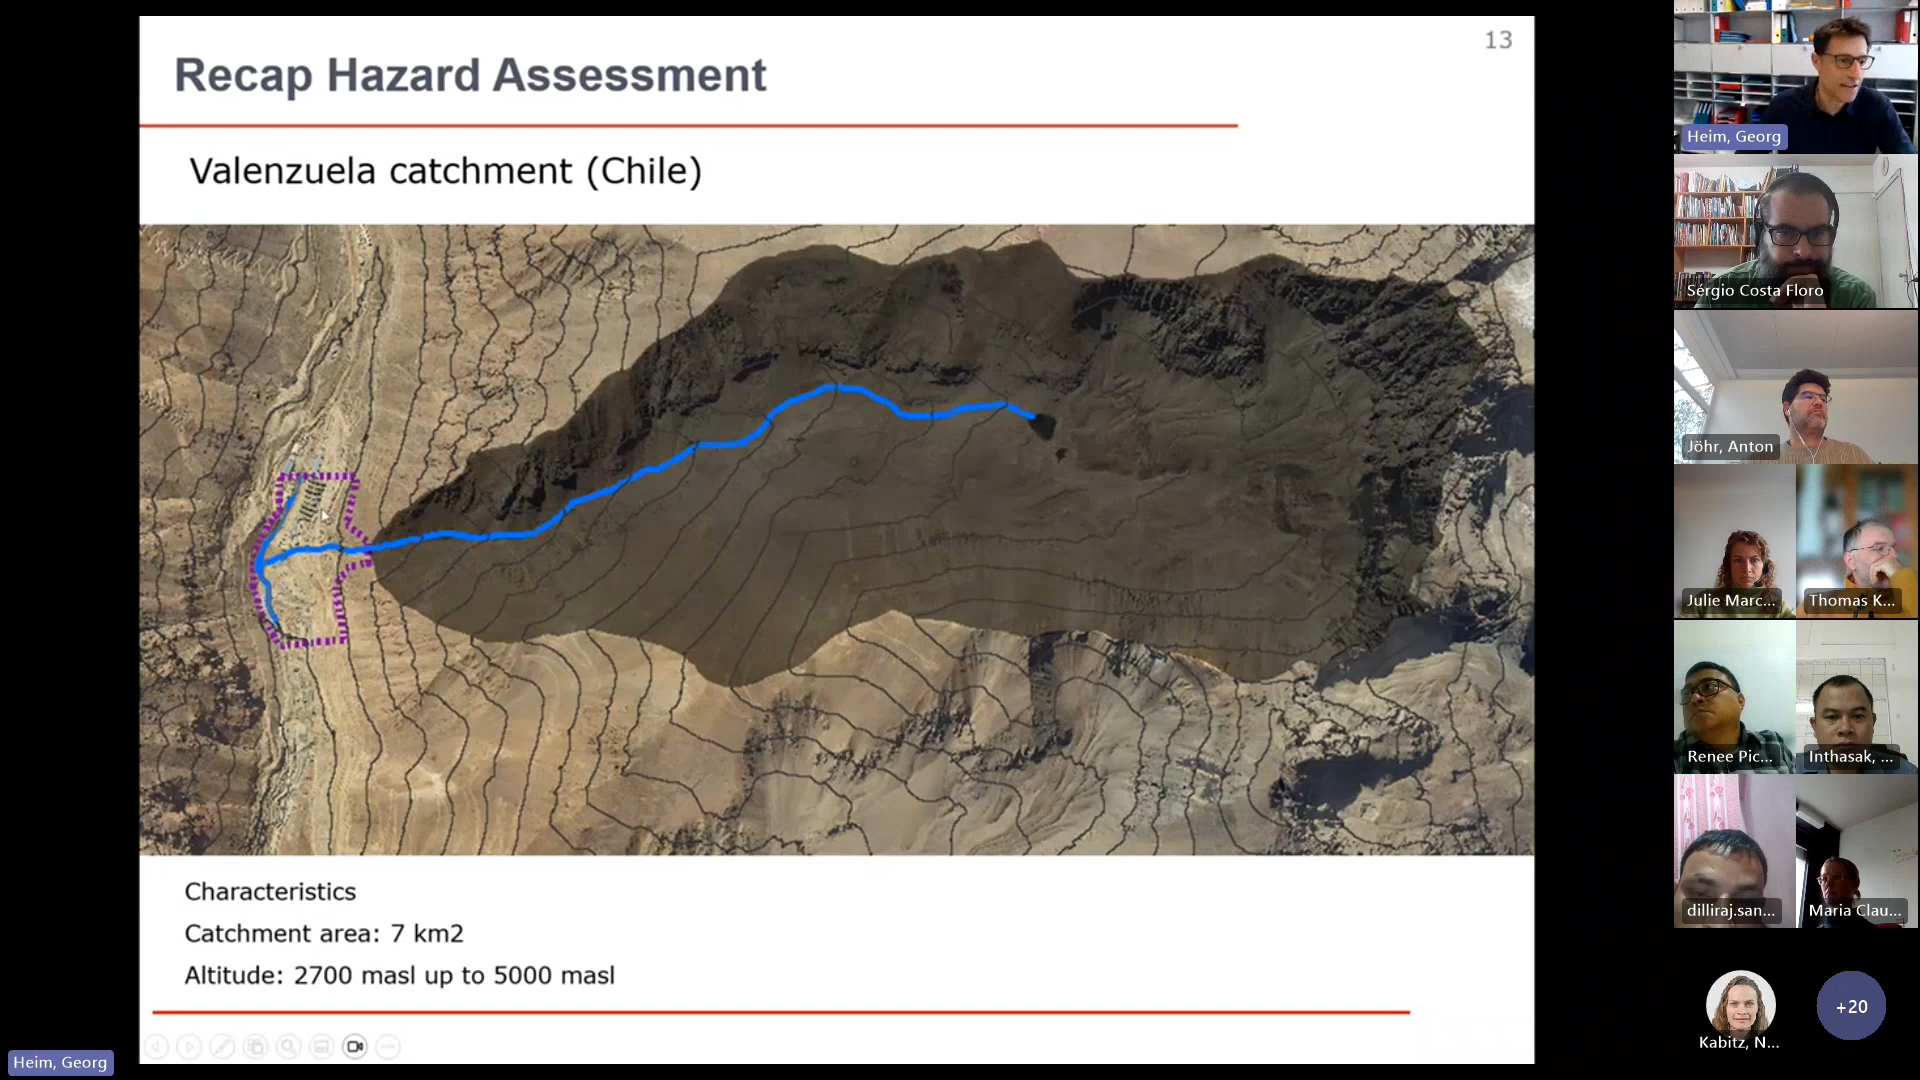 13
Recap Hazard Assessment
Valenzuela catchment (Chile)
Characteristics
Catchment area: 7 km2
Altitude: 2700 masl up to 5000 masl
Heim, Georg
Heim, Georg
Sérgio Costa Floro
Jöhr, Anton
Julie Marc...
Thomas K...
Renee Pic...
Inthasak, ...
dilliraj.san...
Maria Clau...
+20
Kabitz, N...